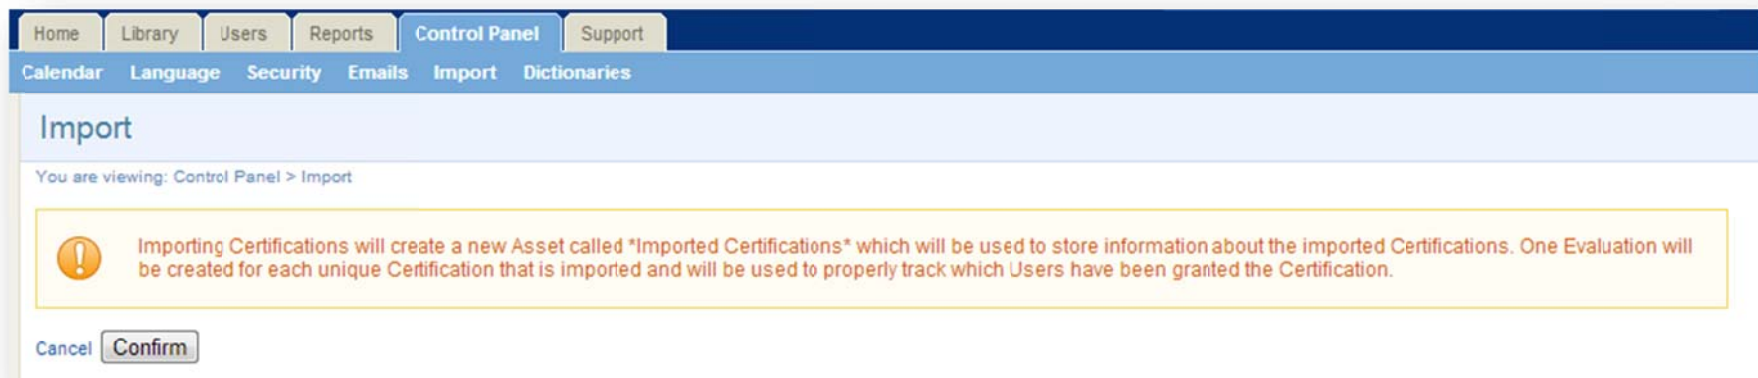 Home Library Users Reports Control Panel Support
Calendar Language Security Emails Import Dictionaries
Import
You are viewing: Control Panel > Import
Importing Certifications will create a new Asset called *Imported Certifications* which will be used to store information about the imported Certifications. One Evaluation will
be created for each unique Certification that is imported and will be used to properly track which Users have been granted the Certification.
Cancel Confirm